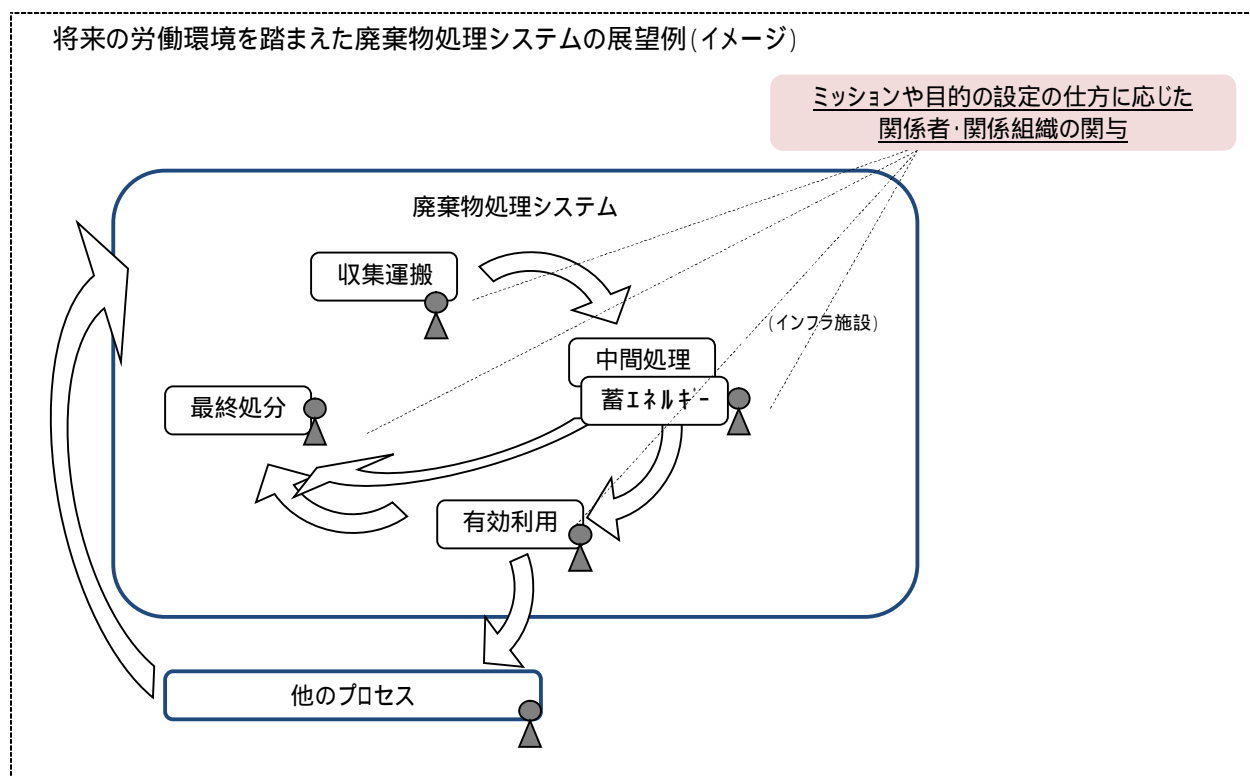 将来の労働環境を踏まえた廃棄物処理システムの展望例(イメージ)
ミッションや目的の設定の仕方に応じた
関係者・関係組織の関与
廃棄物処理システム
収集運搬
(インフラ施設)
中間処理
蓄ｴﾈﾙｷﾞｰ
最終処分
有効利用
他のプロセス